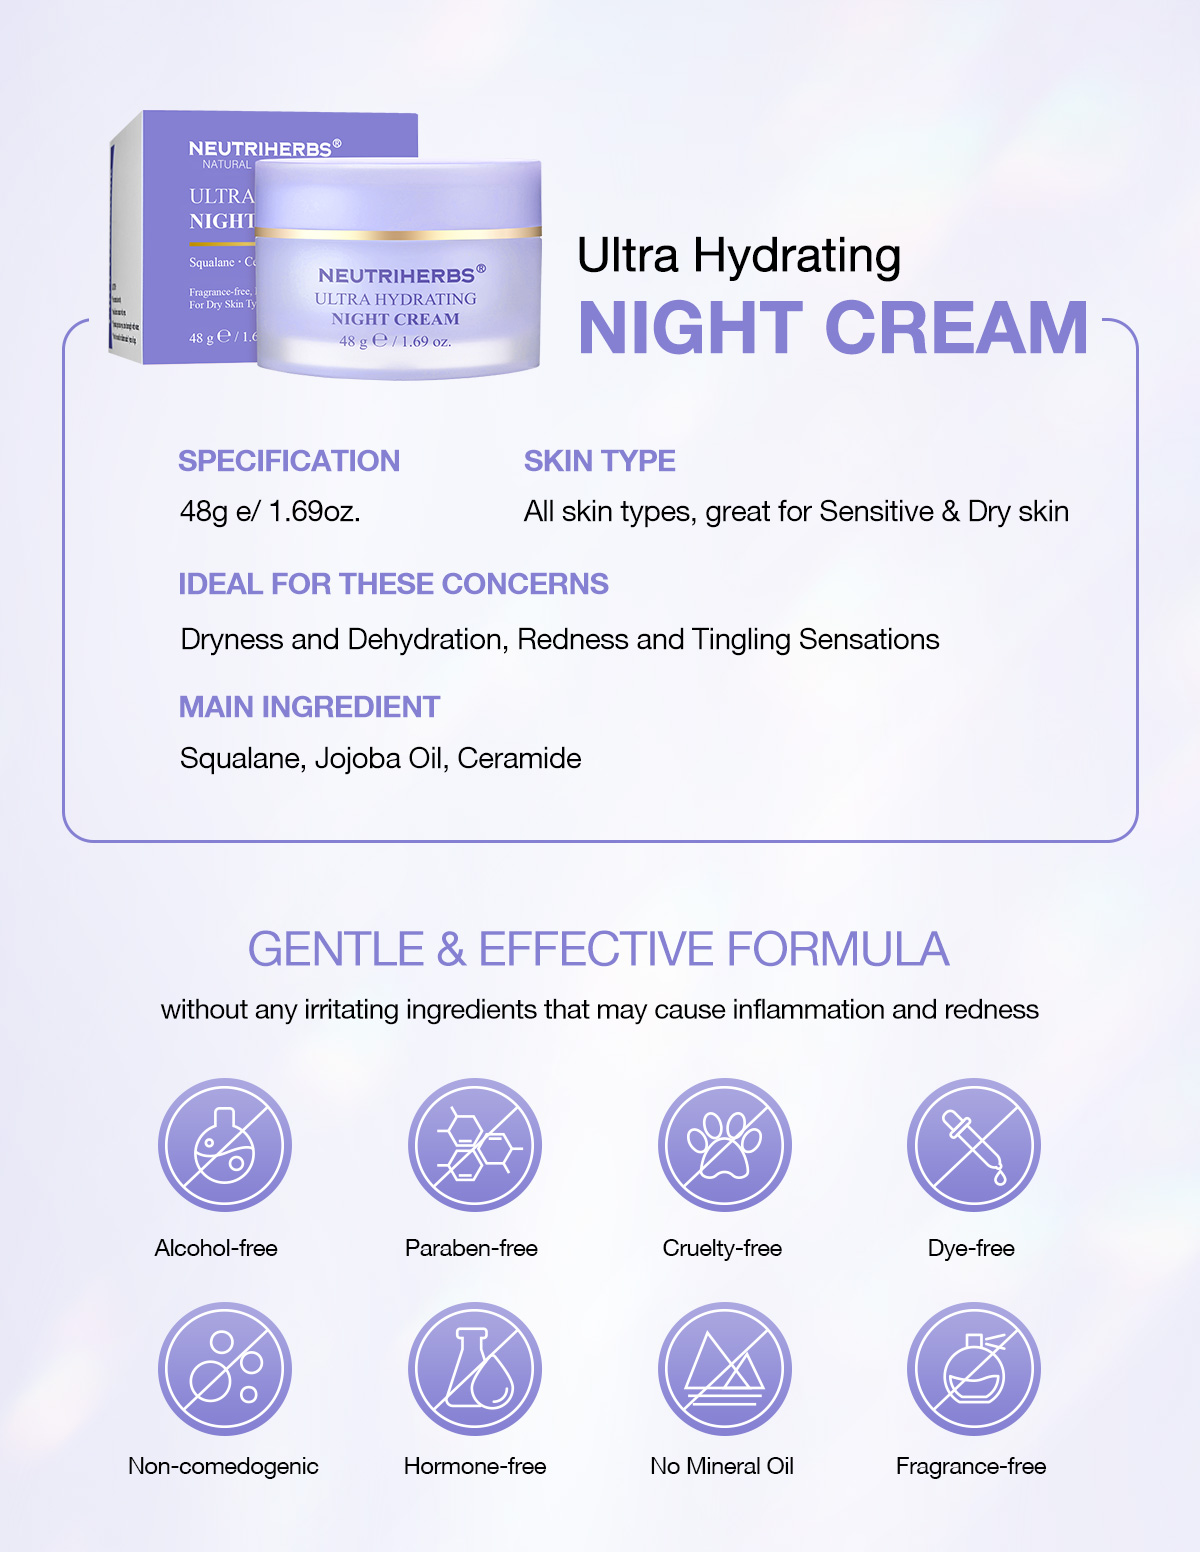 NEUTRIHERBS®
NATURAL
ULTRA
NIGHT
Squalane ·
Fragrance-free,
For Dry Skin
48 g ℮ /
NEUTRIHERBS®
ULTRA HYDRATING
NIGHT CREAM
48 g ℮ / 1.69 oz.
Ultra Hydrating
NIGHT CREAM
SPECIFICATION
48g e/ 1.69oz.
SKIN TYPE
All skin types, great for Sensitive & Dry skin
IDEAL FOR THESE CONCERNS
Dryness and Dehydration, Redness and Tingling Sensations
MAIN INGREDIENT
Squalane, Jojoba Oil, Ceramide
GENTLE & EFFECTIVE FORMULA
without any irritating ingredients that may cause inflammation and redness
Alcohol-free
Paraben-free
Cruelty-free
Dye-free
Non-comedogenic
Hormone-free
No Mineral Oil
Fragrance-free